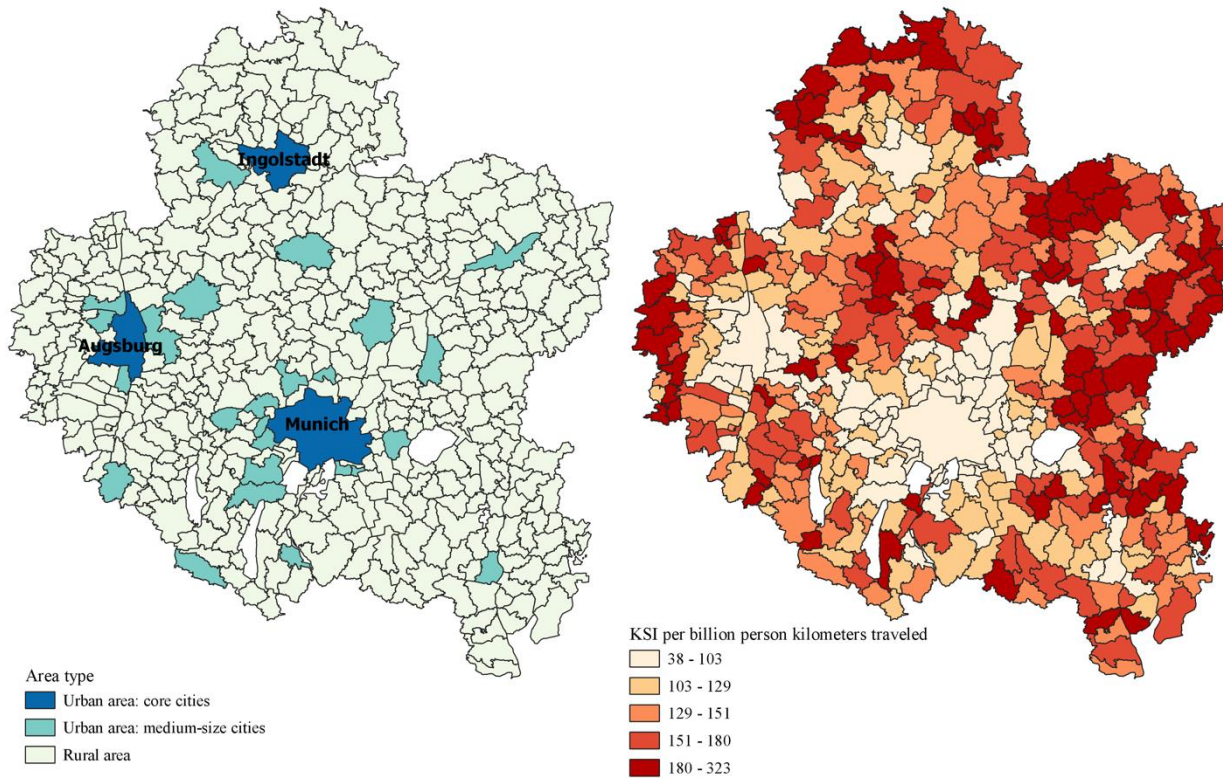 Ingolstadt
Augsburg
Munich
Area type
Urban area: core cities
Urban area: medium-size cities
Rural area
KSI per billion person kilometers traveled
38 - 103
103 - 129
129 - 151
151 - 180
180 - 323